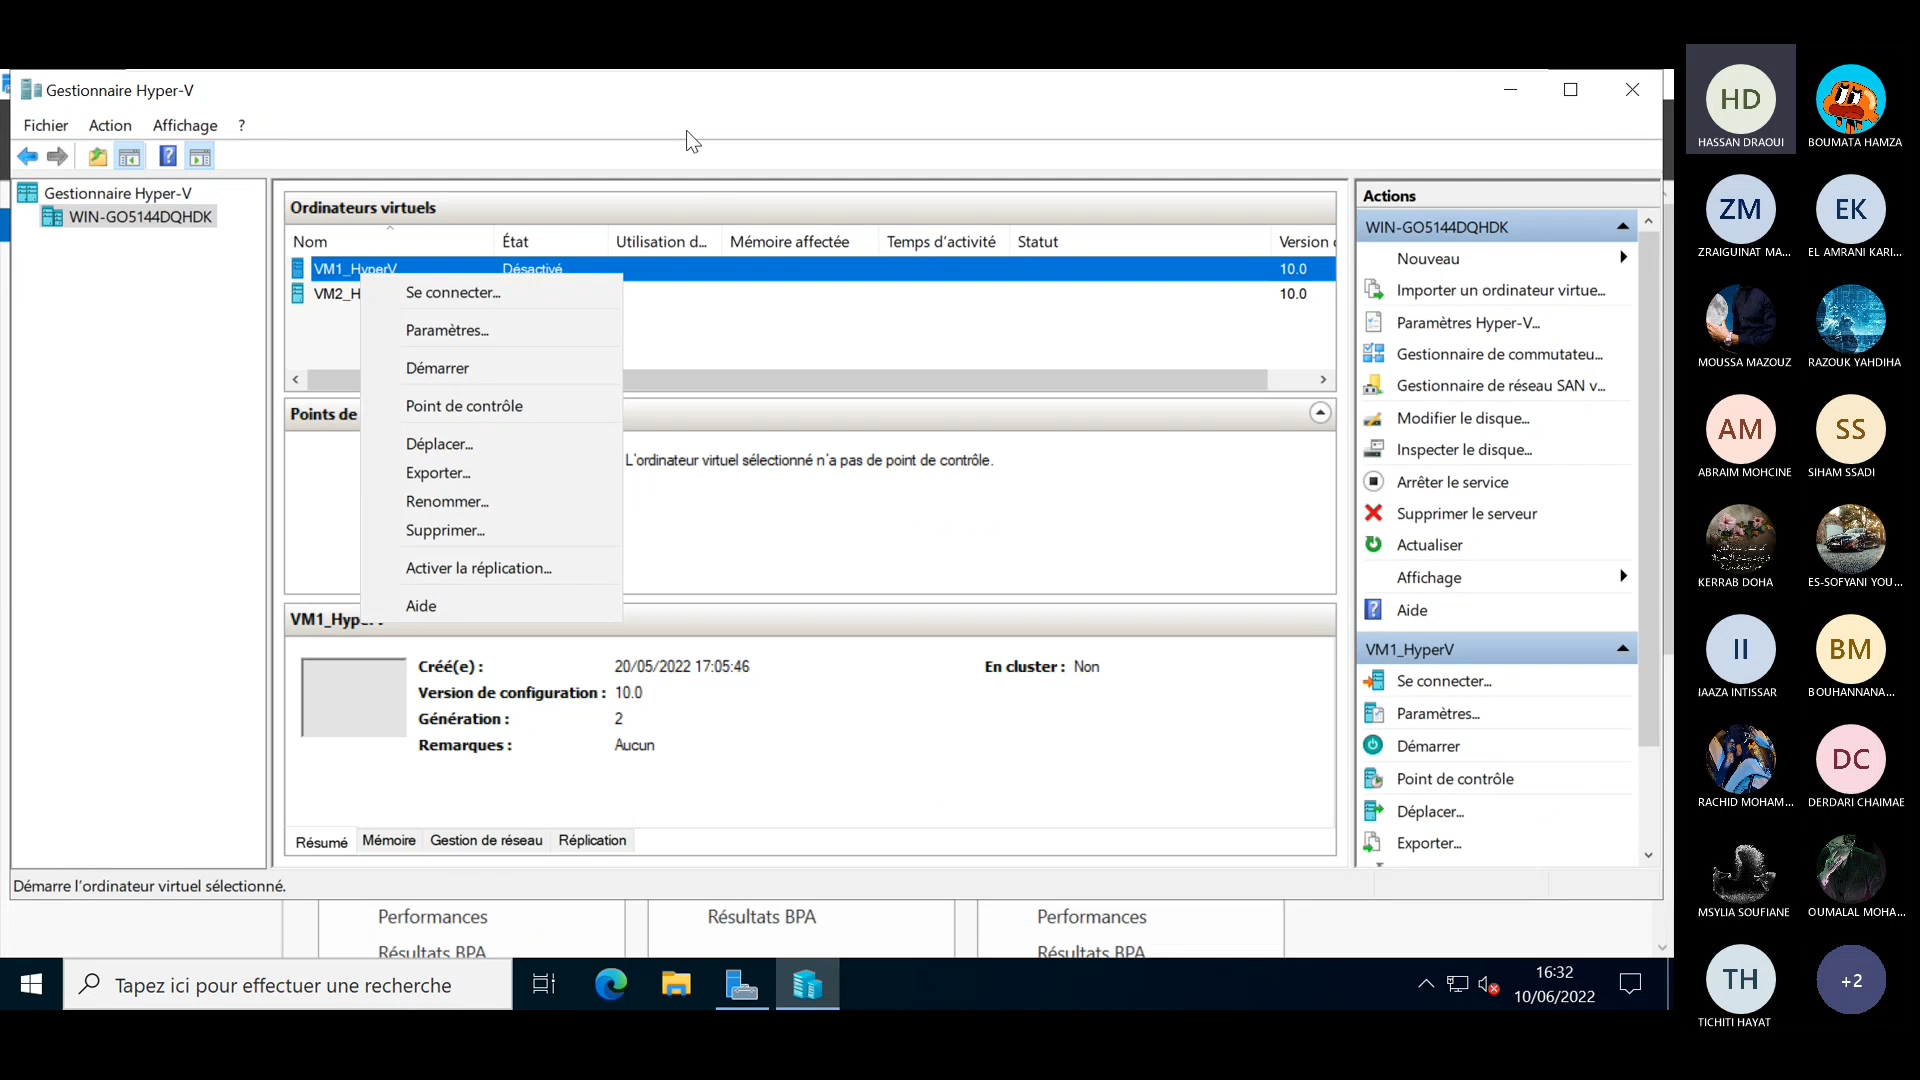 Gestionnaire Hyper-V
Fichier Action Affichage ?
Gestionnaire Hyper-V
WIN-GO5144DQHDK
Ordinateurs virtuels
Nom État Utilisation d... Mémoire affectée Temps d'activité Statut Version
VM1_HyperV Désactivé 10.0
VM2_H 10.0
Se connecter...
Paramètres...
Démarrer
Point de contrôle
Déplacer...
Exporter...
Renommer...
Supprimer...
Activer la réplication...
Aide
Points de
L'ordinateur virtuel sélectionné n'a pas de point de contrôle.
Créé(e) : 20/05/2022 17:05:46 En cluster : Non
Version de configuration : 10.0
Génération : 2
Remarques : Aucun
Résumé Mémoire Gestion de réseau Réplication
Actions
WIN-GO5144DQHDK
Nouveau
Importer un ordinateur virtue...
Paramètres Hyper-V...
Gestionnaire de commutateu...
Gestionnaire de réseau SAN v...
Modifier le disque...
Inspecter le disque...
Arrêter le service
Supprimer le serveur
Actualiser
Affichage
Aide
VM1_HyperV
Se connecter...
Paramètres...
Démarrer
Point de contrôle
Déplacer...
Exporter...
Démarre l'ordinateur virtuel sélectionné.
Performances Résultats BPA Performances
Résultats BPA Résultats BPA
Tapez ici pour effectuer une recherche
16:32
10/06/2022
HD
HASSAN DRAOUI BOUMATA HAMZA
ZM EK
ZRAIGUINAT MA... EL AMRANI KARI...
MOUSSA MAZOUZ RAZOUK YAHDIHA
AM SS
ABRAIM MOHCINE SIHAM SSADI
KERRAB DOHA ES-SOFYANI YOU...
II BM
IAAZA INTISSAR BOUHANNANA...
DC
RACHID MOHAM... DERDARI CHAIMAE
MSYLIA SOUFIANE OUMALAL MOHA...
TH +2
TICHITI HAYAT